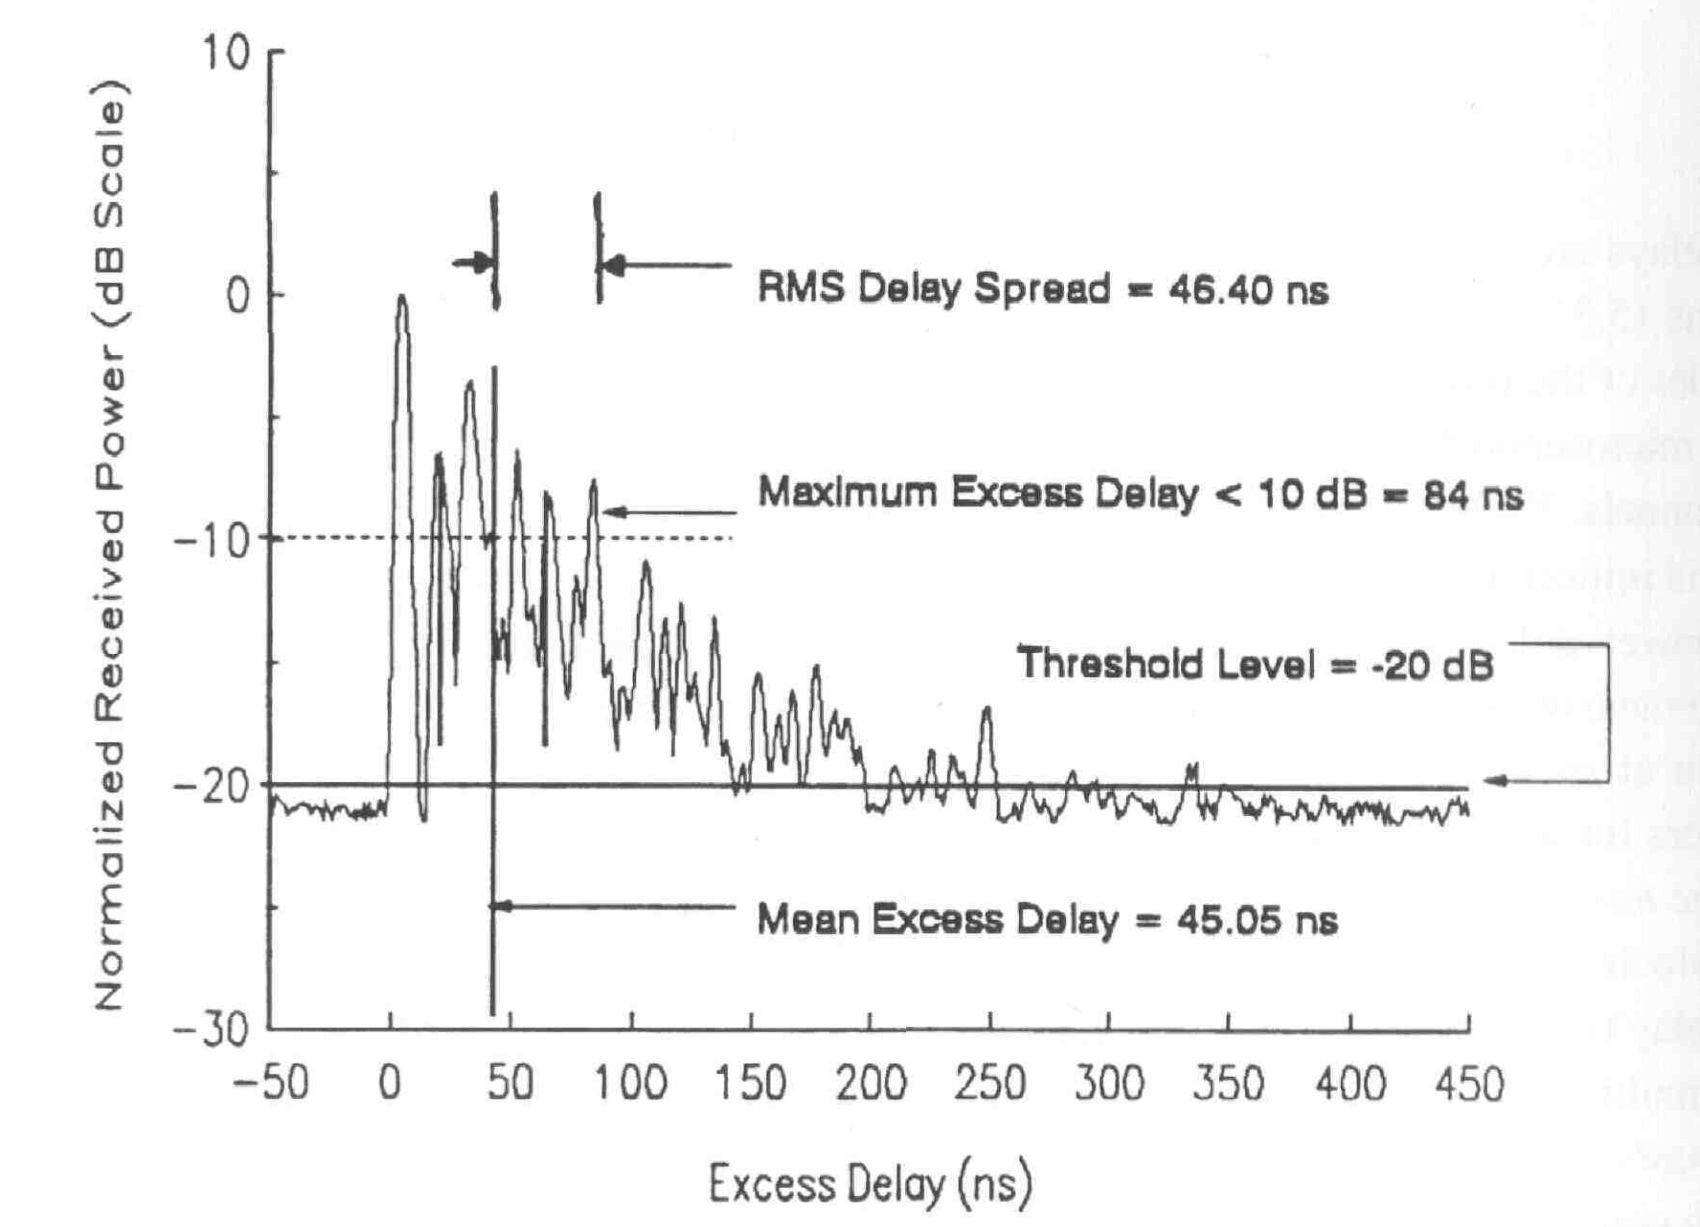 Normalized Received Power (dB Scale)
10
0
-10
-20
-30
RMS Delay Spread = 46.40 ns
Maximum Excess Delay < 10 dB = 84 ns
Threshold Level = -20 dB
Mean Excess Delay = 45.05 ns
-50 0 50 100 150 200 250 300 350 400 450
Excess Delay (ns)